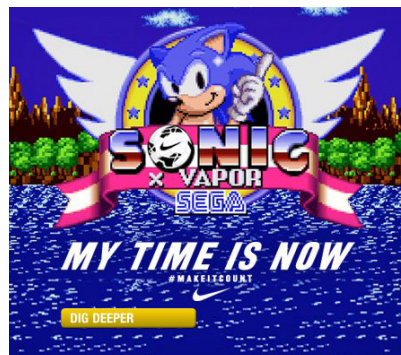 SONIC
× VAPOR
SEGA
MY TIME IS NOW
#MAKEITCOUNT
DIG DEEPER